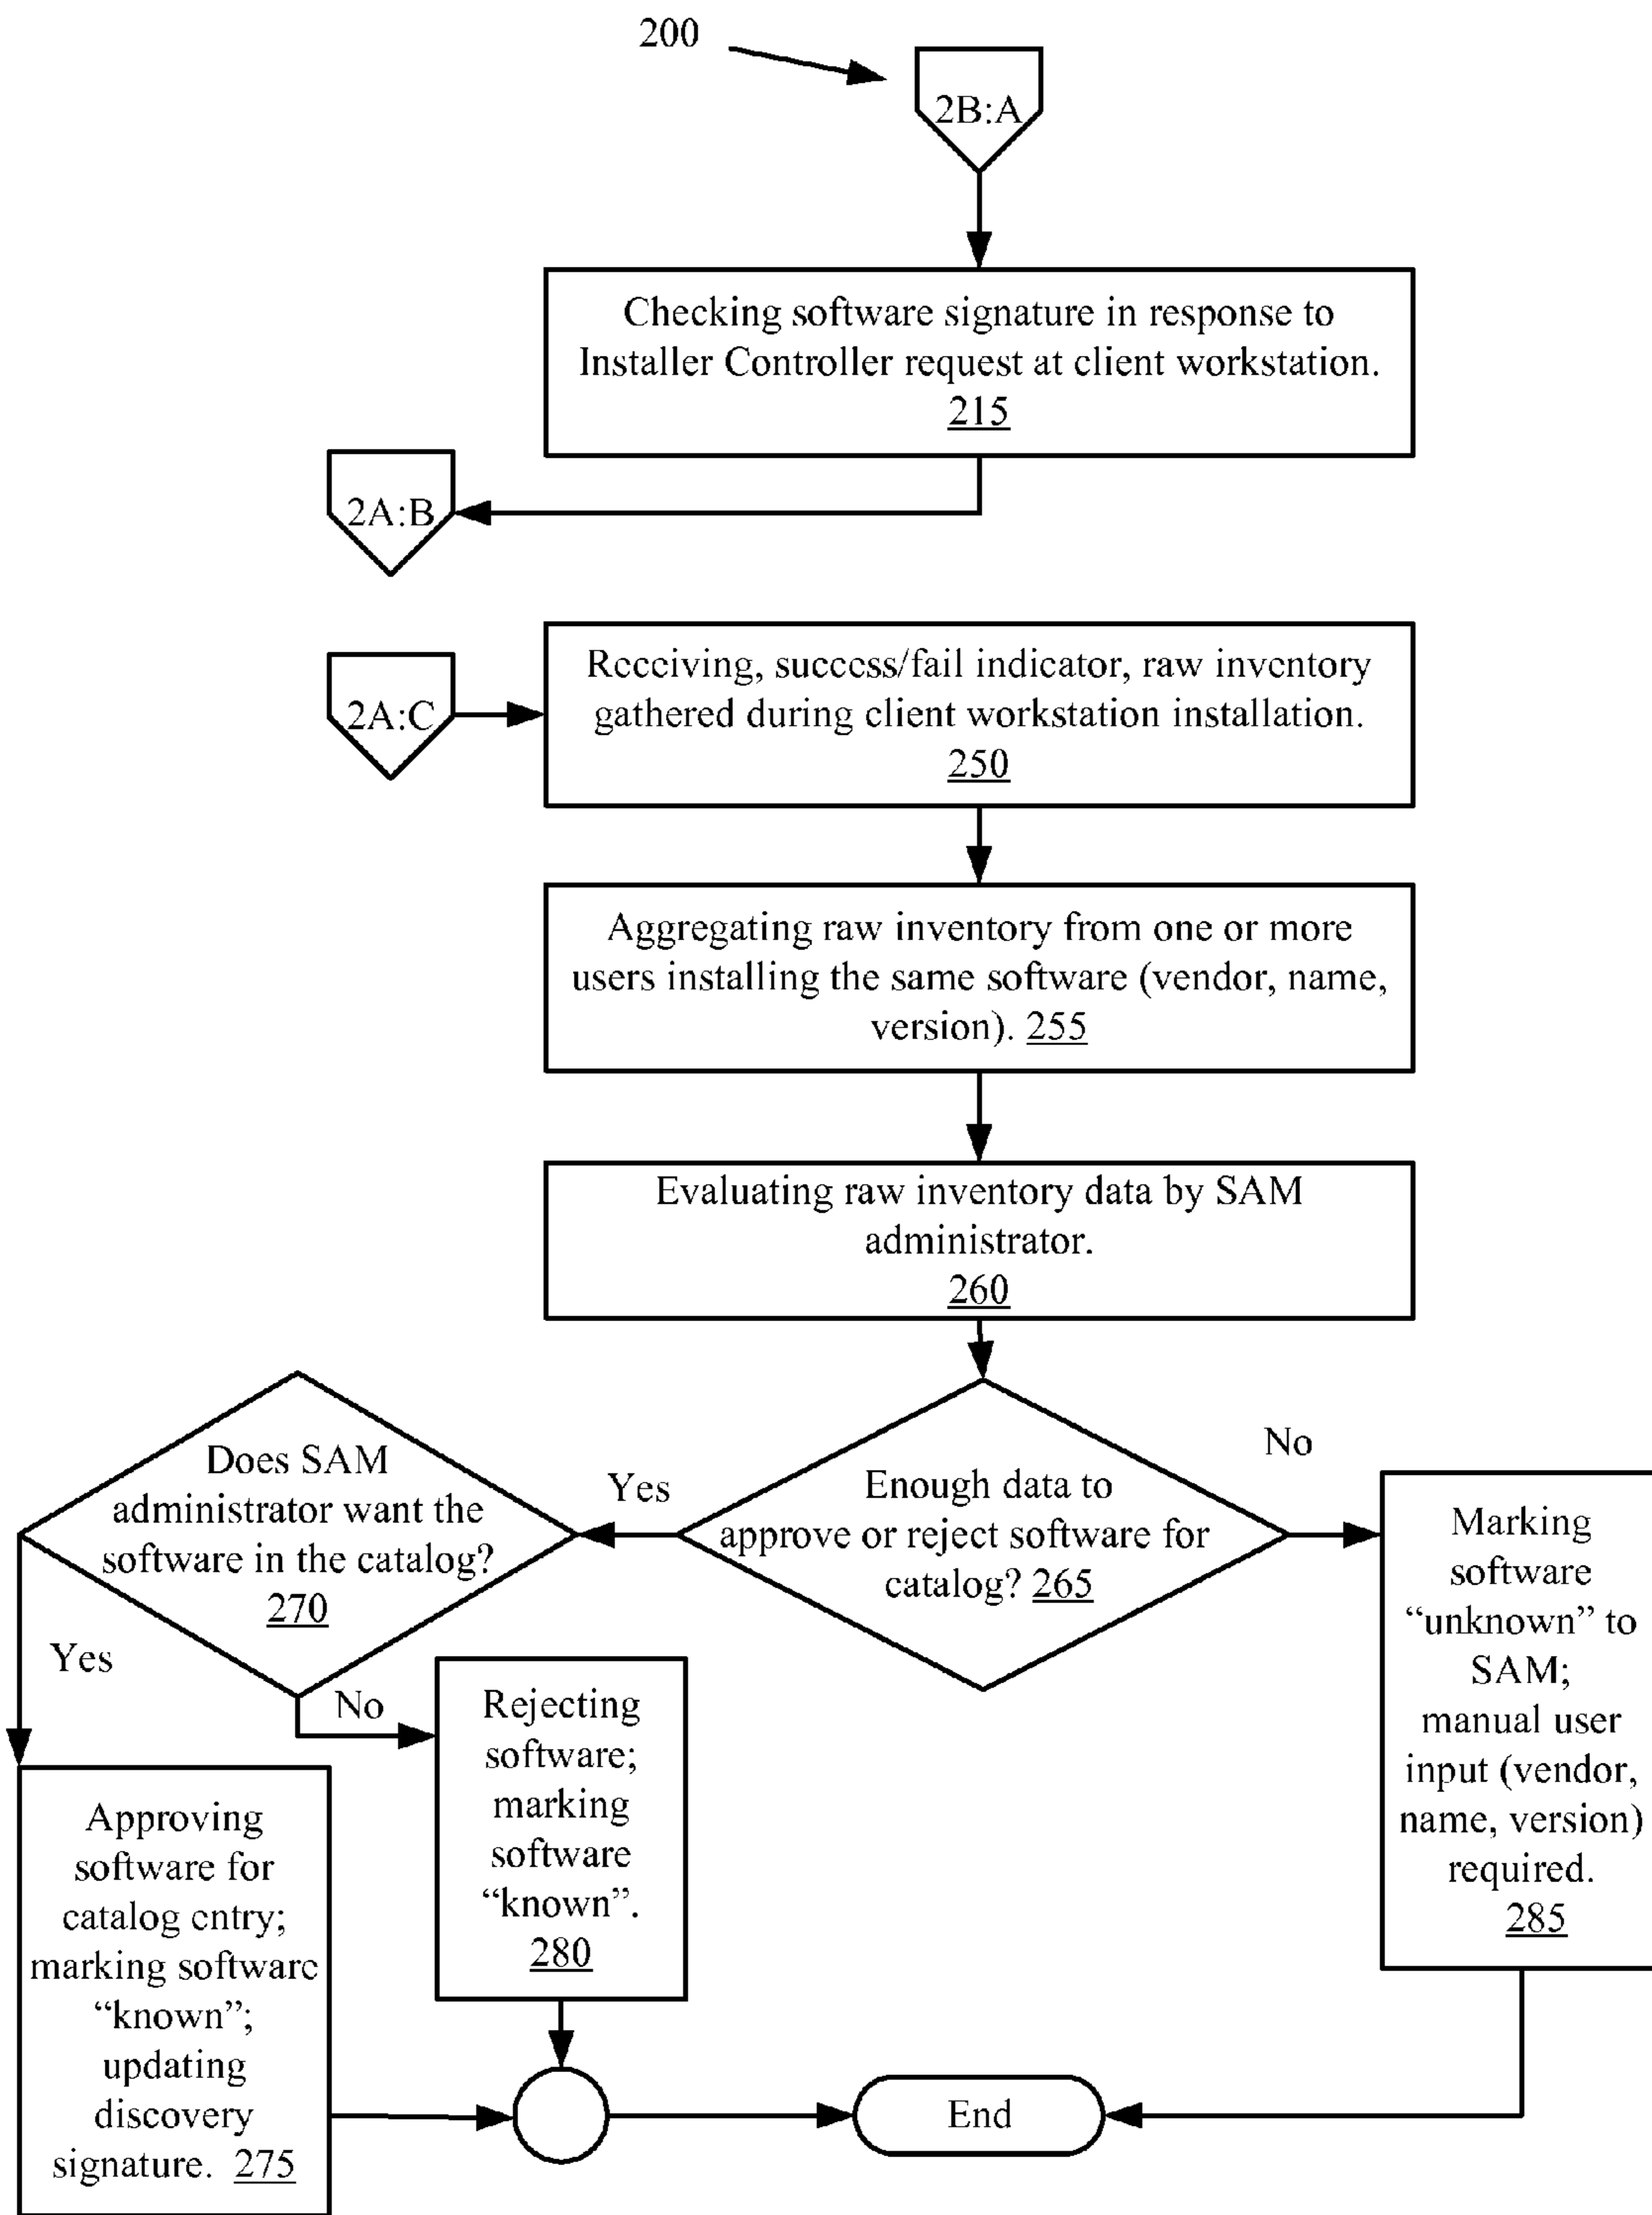 200
2B:A
Checking software signature in response to
Installer Controller request at client workstation.
215
2A:B
2A:C
Receiving, success/fail indicator, raw inventory
gathered during client workstation installation.
250
Aggregating raw inventory from one or more
users installing the same software (vendor, name,
version). 255
Evaluating raw inventory data by SAM
administrator.
260
Does SAM
administrator want the
software in the catalog?
270
Yes
Enough data to
approve or reject software for
catalog? 265
No
Marking
software
“unknown” to
SAM;
manual user
input (vendor,
name, version)
required.
285
Yes
No
Rejecting
software;
marking
software
“known”.
280
Approving
software for
catalog entry;
marking software
“known”;
updating
discovery
signature. 275
End